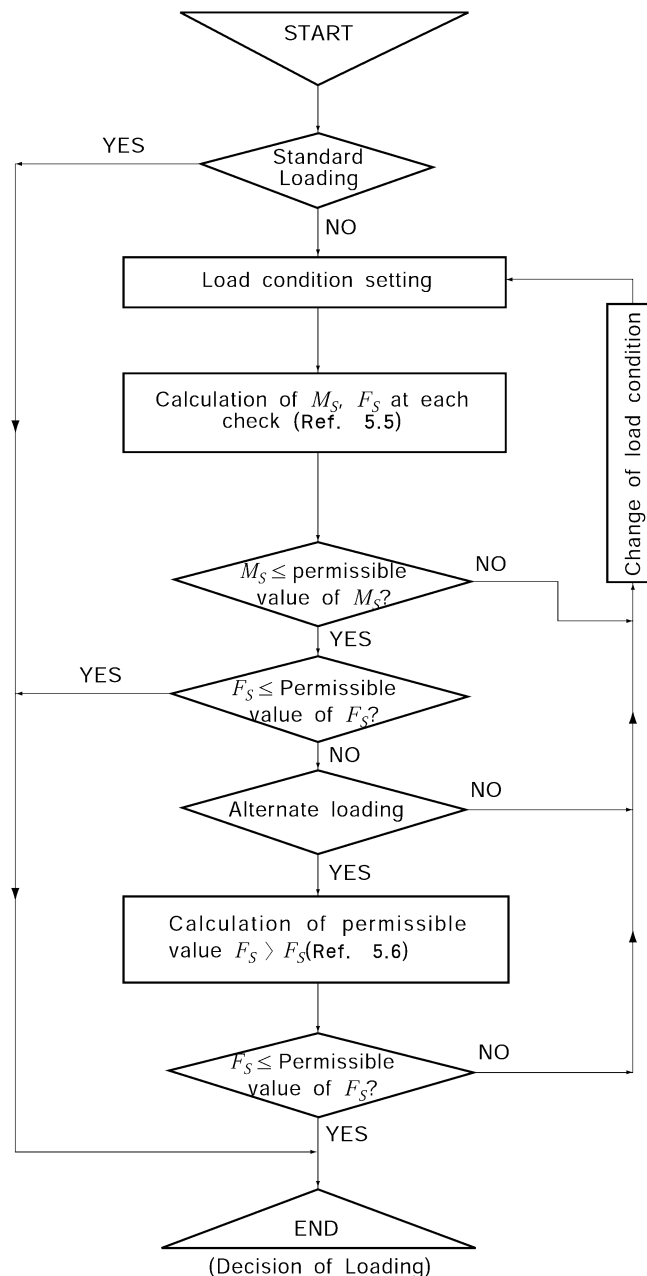 START
YES
Standard
Loading
NO
Load condition setting
Change of load condition
Calculation of M_S, F_S at each
check (Ref. 5.5)
M_S ≤ permissible
value of M_S?
NO
YES
YES
F_S ≤ Permissible
value of F_S?
NO
Alternate loading
NO
YES
Calculation of permissible
value F_S 〉 F_S(Ref. 5.6)
F_S ≤ Permissible
value of F_S?
NO
YES
END
(Decision of Loading)